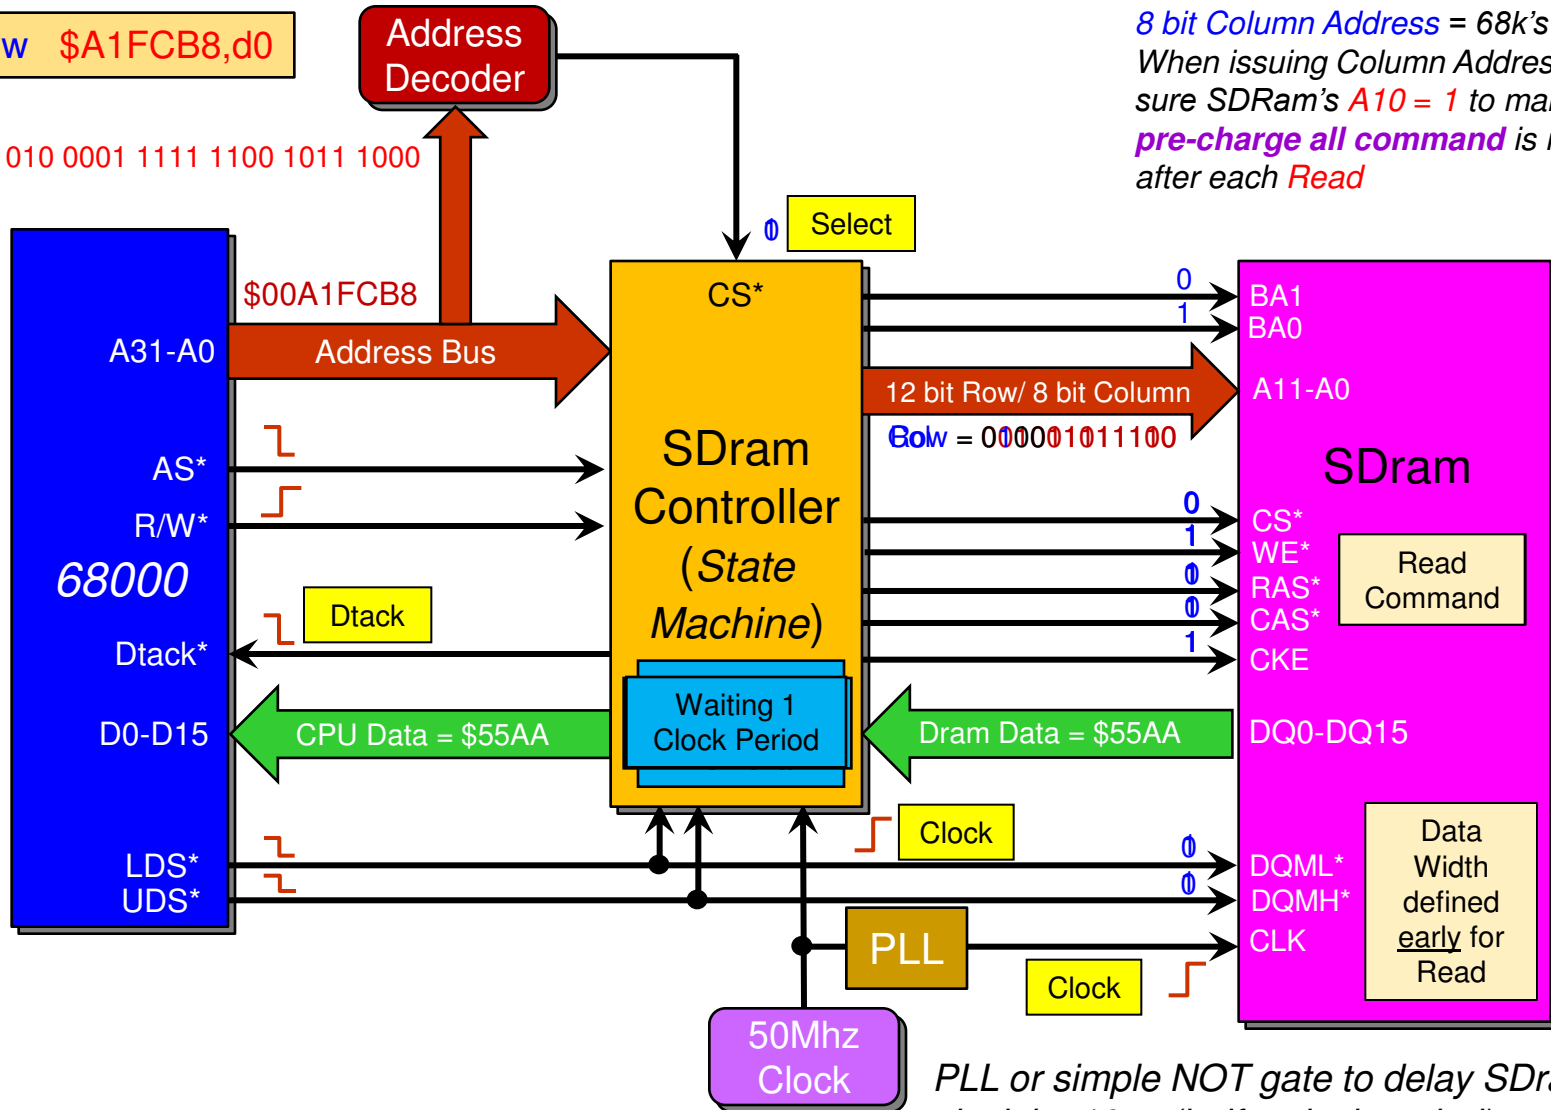 w $A1FCB8,d0
Address
Decoder
8 bit Column Address = 68k's
When issuing Column Addres
sure SDRam's A10 = 1 to mak
pre-charge all command is
after each Read
010 0001 1111 1100 1011 1000
Select
$00A1FCB8
CS*
0
1
BA1
BA0
A31-A0
Address Bus
12 bit Row/ 8 bit Column
A11-A0
AS*
R/W*
68000
SDram
Controller
(State
Machine)
SDram
0
1
1
CS*
WE*
RAS*
CAS*
CKE
Read
Command
Dtack
Dtack*
D0-D15
CPU Data = $55AA
Waiting 1
Clock Period
Dram Data = $55AA
DQ0-DQ15
Clock
LDS*
UDS*
DQML*
DQMH*
CLK
Data
Width
defined
early for
Read
PLL
Clock
50Mhz
Clock
PLL or simple NOT gate to delay SDra